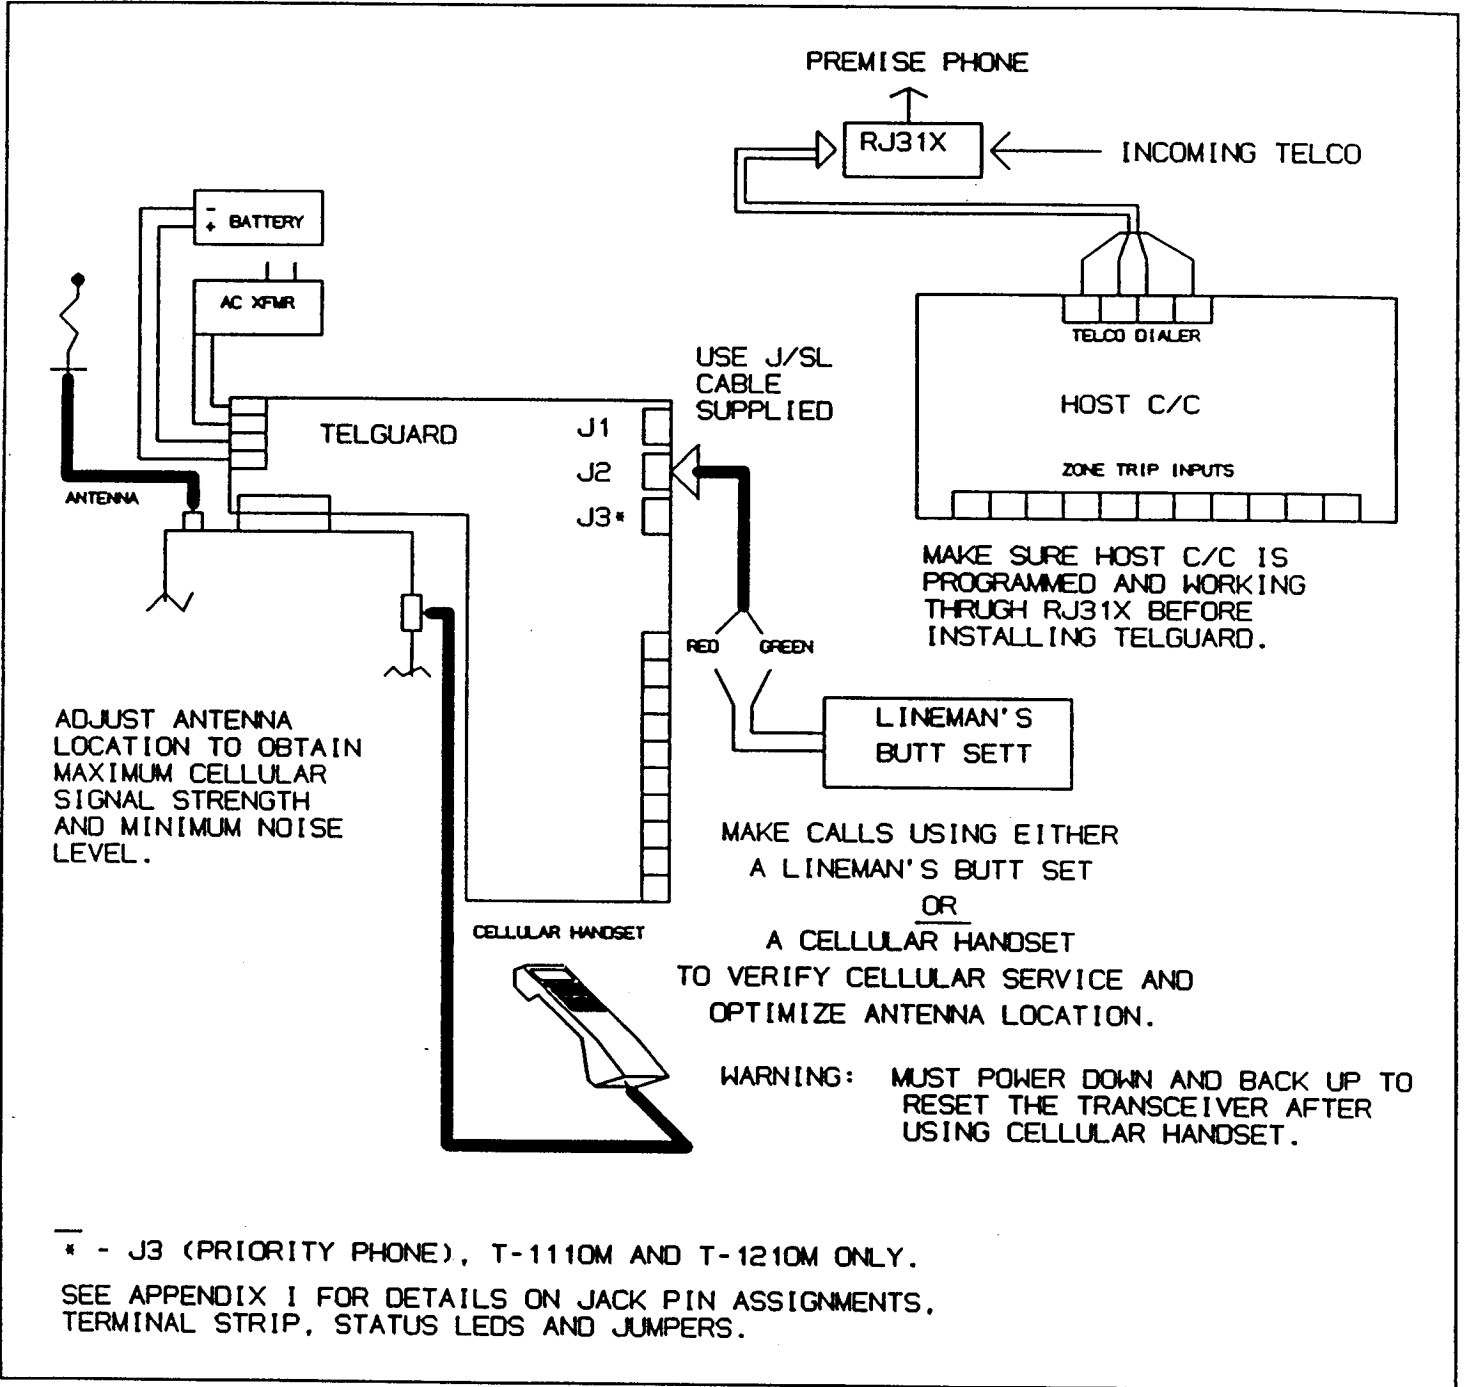 PREMISE PHONE
RJ31X
INCOMING TELCO
- BATTERY
+
AC XFMR
TELCO DIALER
HOST C/C
ZONE TRIP INPUTS
USE J/SL
CABLE
SUPPLIED
TELGUARD
J1
J2
J3*
ANTENNA
MAKE SURE HOST C/C IS
PROGRAMMED AND WORKING
THRUGH RJ31X BEFORE
INSTALLING TELGUARD.
RED GREEN
LINEMAN'S
BUTT SETT
ADJUST ANTENNA
LOCATION TO OBTAIN
MAXIMUM CELLULAR
SIGNAL STRENGTH
AND MINIMUM NOISE
LEVEL.
MAKE CALLS USING EITHER
A LINEMAN'S BUTT SET
OR
A CELLULAR HANDSET
TO VERIFY CELLULAR SERVICE AND
OPTIMIZE ANTENNA LOCATION.
CELLULAR HANDSET
WARNING: MUST POWER DOWN AND BACK UP TO
RESET THE TRANSCEIVER AFTER
USING CELLULAR HANDSET.
* - J3 (PRIORITY PHONE), T-1110M AND T-1210M ONLY.
SEE APPENDIX I FOR DETAILS ON JACK PIN ASSIGNMENTS,
TERMINAL STRIP, STATUS LEDS AND JUMPERS.